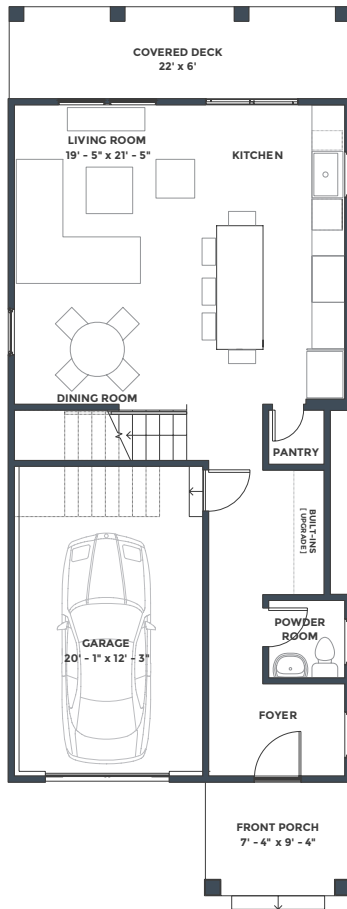 COVERED DECK
22' x 6'
LIVING ROOM
19' - 5" x 21' - 5"
KITCHEN
DINING ROOM
PANTRY
BUILT-INS
[ UPGRADE ]
POWDER
ROOM
GARAGE
20' - 1" x 12' - 3"
FOYER
FRONT PORCH
7' - 4" x 9' - 4"